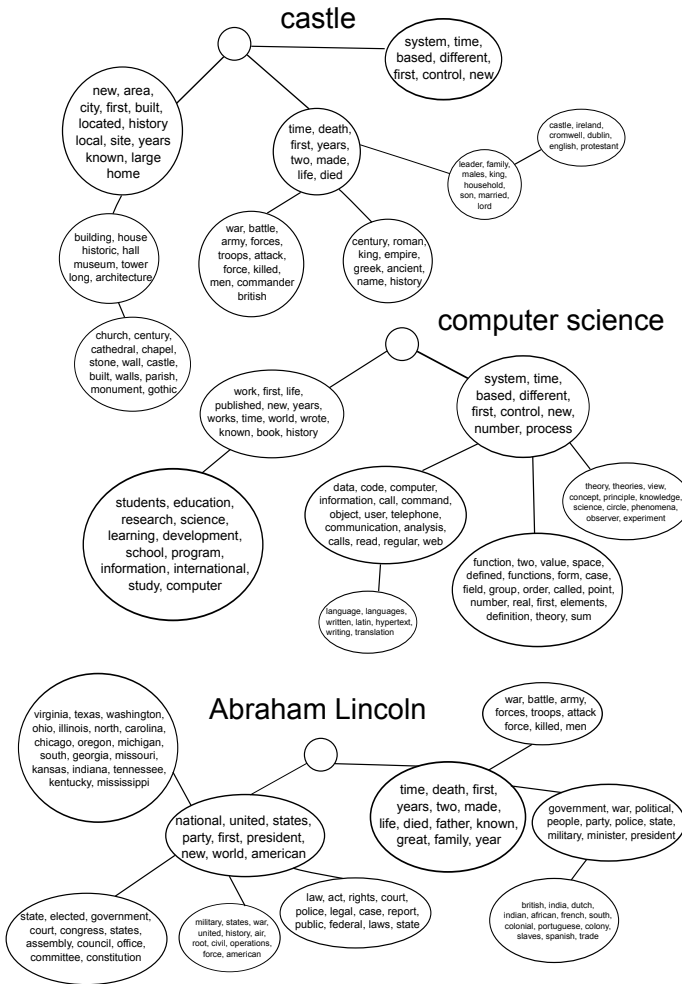 castle
system, time,
based, different,
first, control, new
new, area,
city, first, built,
located, history
local, site, years
known, large
home
time, death,
first, years,
two, made,
life, died
castle, ireland,
cromwell, dublin,
english, protestant
leader, family,
males, king,
household,
son, married,
lord
building, house
historic, hall
museum, tower
long, architecture
war, battle,
army, forces,
troops, attack,
force, killed,
men, commander
british
century, roman,
king, empire,
greek, ancient,
name, history
church, century,
cathedral, chapel,
stone, wall, castle,
built, walls, parish,
monument, gothic
computer science
work, first, life,
published, new, years,
works, time, world, wrote,
known, book, history
system, time,
based, different,
first, control, new,
number, process
students, education,
research, science,
learning, development,
school, program,
information, international,
study, computer
data, code, computer,
information, call, command,
object, user, telephone,
communication, analysis,
calls, read, regular, web
theory, theories, view,
concept, principle, knowledge,
science, circle, phenomena,
observer, experiment
function, two, value, space,
defined, functions, form, case,
field, group, order, called, point,
number, real, first, elements,
definition, theory, sum
language, languages,
written, latin, hypertext,
writing, translation
Abraham Lincoln
virginia, texas, washington,
ohio, illinois, north, carolina,
chicago, oregon, michigan,
south, georgia, missouri,
kansas, indiana, tennessee,
kentucky, mississippi
war, battle, army,
forces, troops, attack
force, killed, men
national, united, states,
party, first, president,
new, world, american
time, death, first,
years, two, made,
life, died, father, known,
great, family, year
government, war, political,
people, party, police, state,
military, minister, president
state, elected, government,
court, congress, states,
assembly, council, office,
committee, constitution
military, states, war,
united, history, air,
root, civil, operations,
force, american
law, act, rights, court,
police, legal, case, report,
public, federal, laws, state
british, india, dutch,
indian, african, french, south,
colonial, portuguese, colony,
slaves, spanish, trade